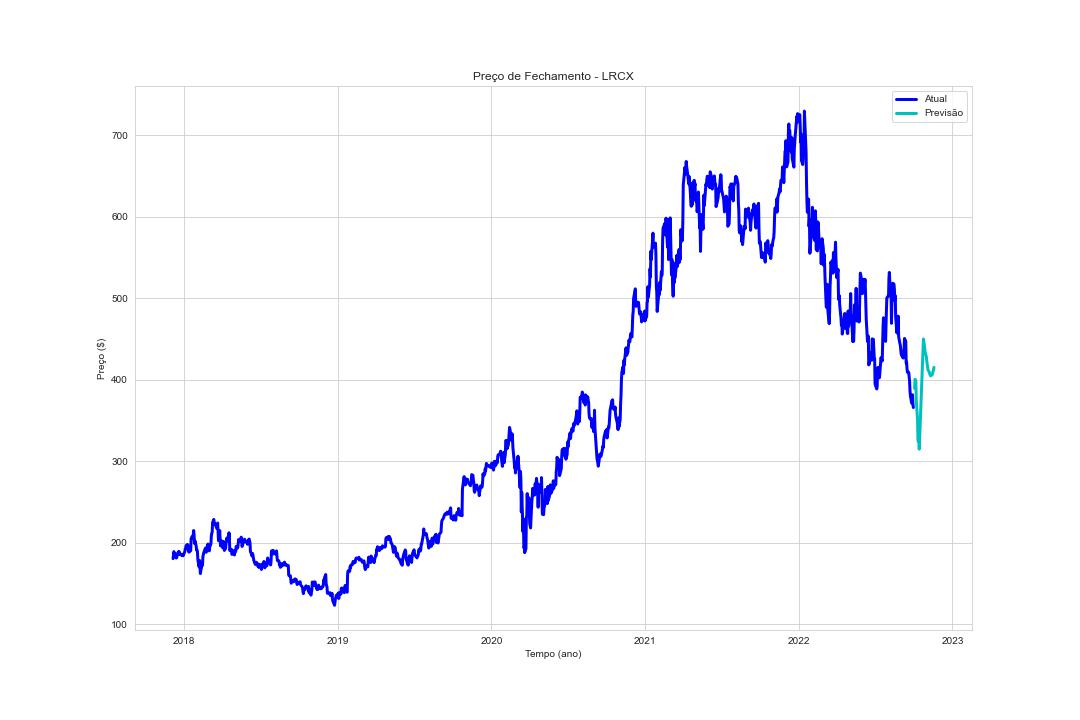 Preço de Fechamento - LRCX
Atual
Previsão
700
600
500
400
300
200
100
Preço ($)
2018 2019 2020 2021 2022 2023
Tempo (ano)